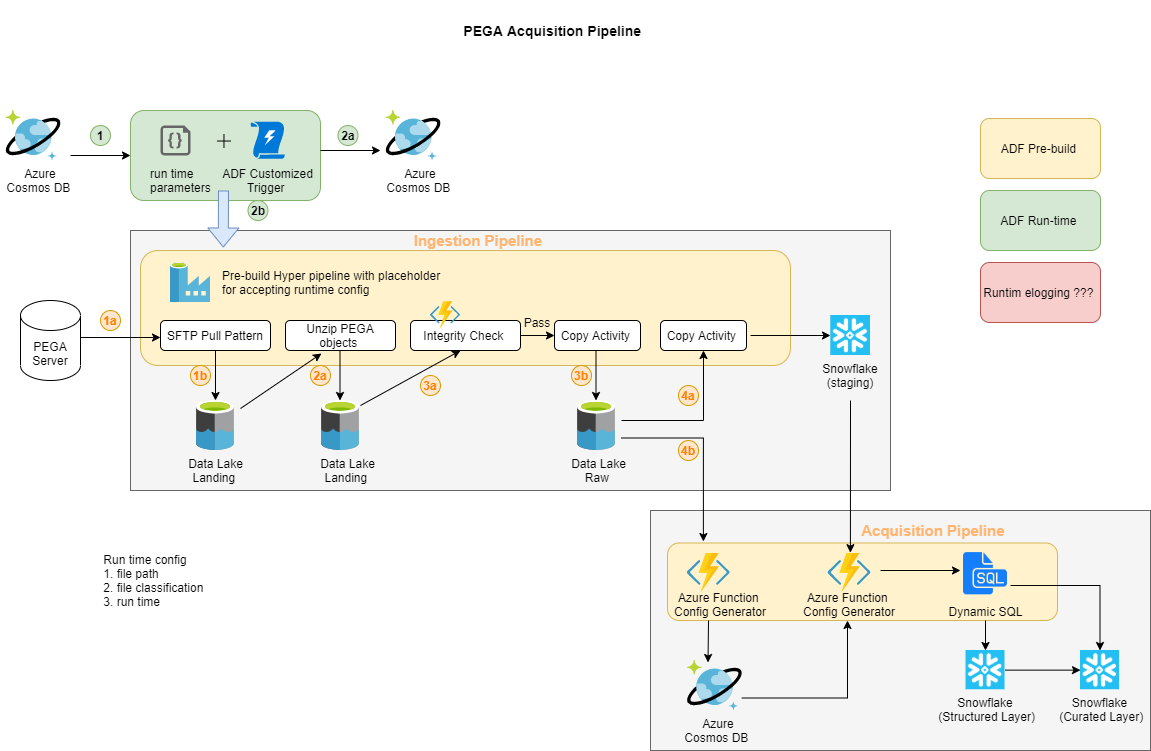 PEGA Acquisition Pipeline
1
2a
Azure
Cosmos DB
run time
parameters
+
ADF Customized
Trigger
Azure
Cosmos DB
2b
ADF Pre-build
ADF Run-time
Runtim elogging ???
Ingestion Pipeline
Pre-build Hyper pipeline with placeholder
for accepting runtime config
1a
PEGA
Server
SFTP Pull Pattern
Unzip PEGA
objects
Integrity Check
Pass
Copy Activity
Copy Activity
Snowflake
(staging)
1b
2a
3a
3b
4a
4b
Data Lake
Landing
Data Lake
Landing
Data Lake
Raw
Acquisition Pipeline
Azure Function
Config Generator
Azure Function
Config Generator
SQL
Dynamic SQL
Run time config
1. file path
2. file classification
3. run time
Azure
Cosmos DB
Snowflake
(Structured Layer)
Snowflake
(Curated Layer)